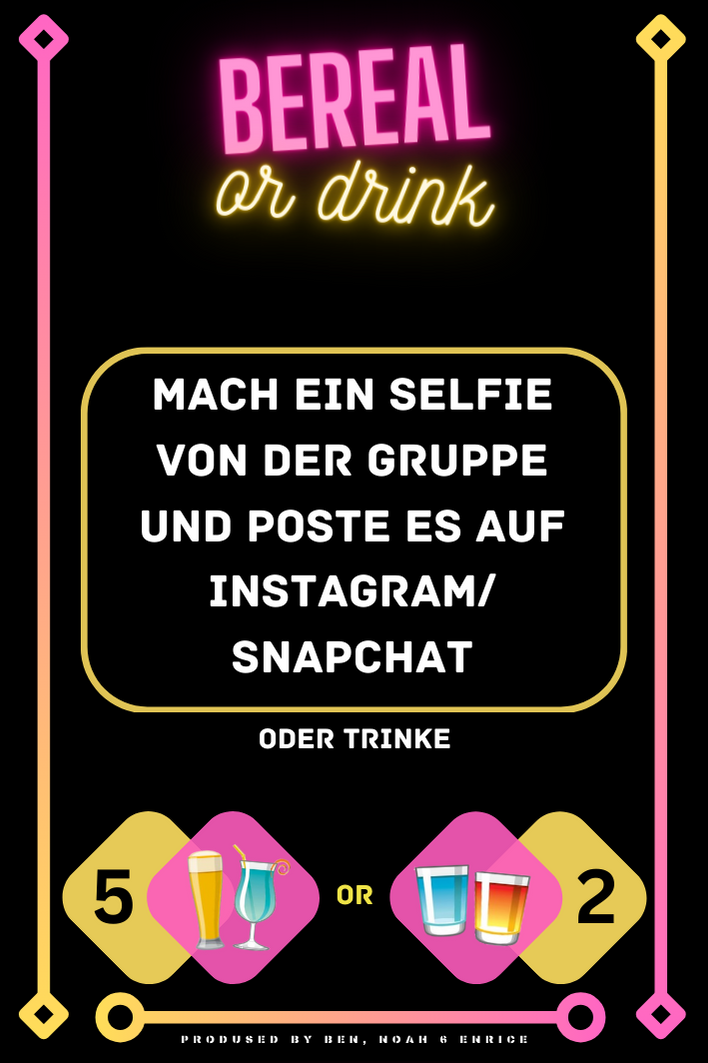 BEREAL
or drink
MACH EIN SELFIE
VON DER GRUPPE
UND POSTE ES AUF
INSTAGRAM/
SNAPCHAT
ODER TRINKE
5 OR 2
PRODUSED BY BEN, NOAH & ENRICE